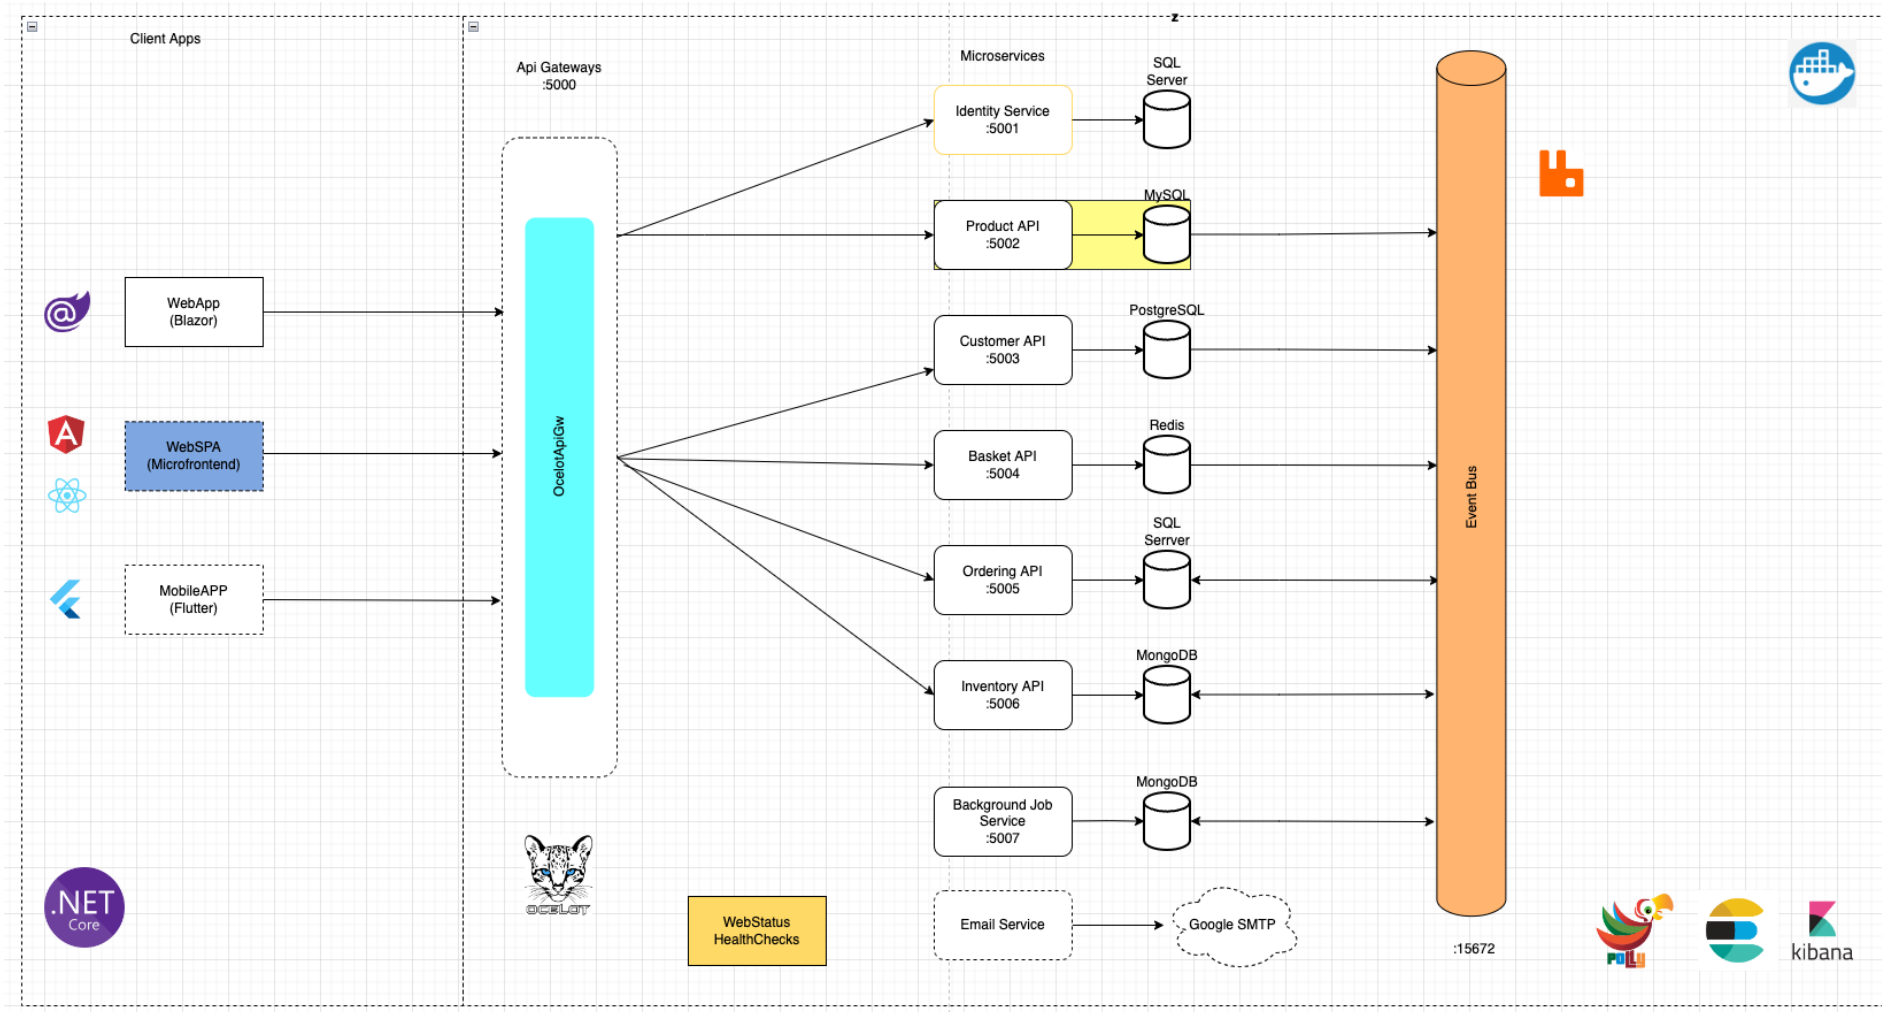 z
Client Apps
Api Gateways
:5000
Microservices
SQL
Server
Identity Service
:5001
MySQL
Product API
:5002
PostgreSQL
Customer API
:5003
Redis
Basket API
:5004
SQL
Serrver
Ordering API
:5005
MongoDB
Inventory API
:5006
MongoDB
Background Job
Service
:5007
Email Service
Google SMTP
WebApp
(Blazor)
WebSPA
(Microfrontend)
MobileAPP
(Flutter)
OcelotApiGw
Event Bus
:15672
WebStatus
HealthChecks
.NET
Core
OCELOT
POLLY
kibana